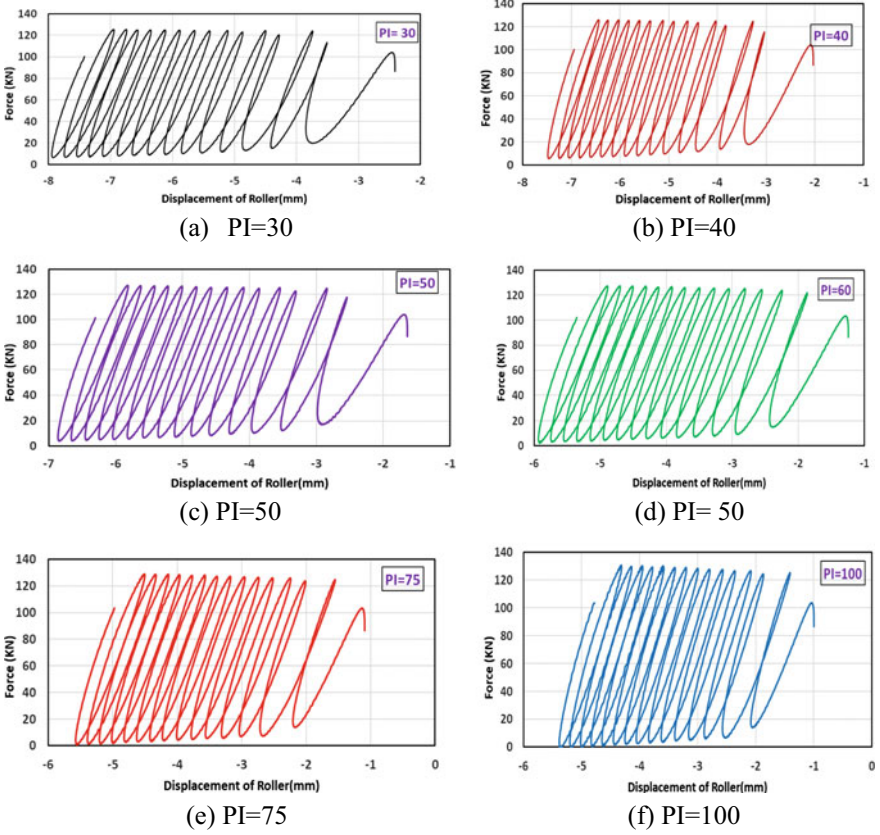 140
120
100
80
60
40
20
0
Force (KN)
PI= 30
-8 -7 -6 -5 -4 -3 -2
Displacement of Roller(mm)
(a) PI=30
140
120
100
80
60
40
20
0
Force (KN)
PI=40
-8 -7 -6 -5 -4 -3 -2 -1
Displacement of Roller(mm)
(b) PI=40
140
120
100
80
60
40
20
0
Force (KN)
PI=50
-7 -6 -5 -4 -3 -2 -1
Displacement of Roller(mm)
(c) PI=50
140
120
100
80
60
40
20
0
Force (KN)
PI=60
-6 -5 -4 -3 -2 -1
Displacement of Roller(mm)
(d) PI= 50
140
120
100
80
60
40
20
0
Force (KN)
PI=75
-6 -5 -4 -3 -2 -1 0
Displacement of Roller(mm)
(e) PI=75
140
120
100
80
60
40
20
0
Force (KN)
PI=100
-6 -5 -4 -3 -2 -1 0
Displacement of Roller(mm)
(f) PI=100